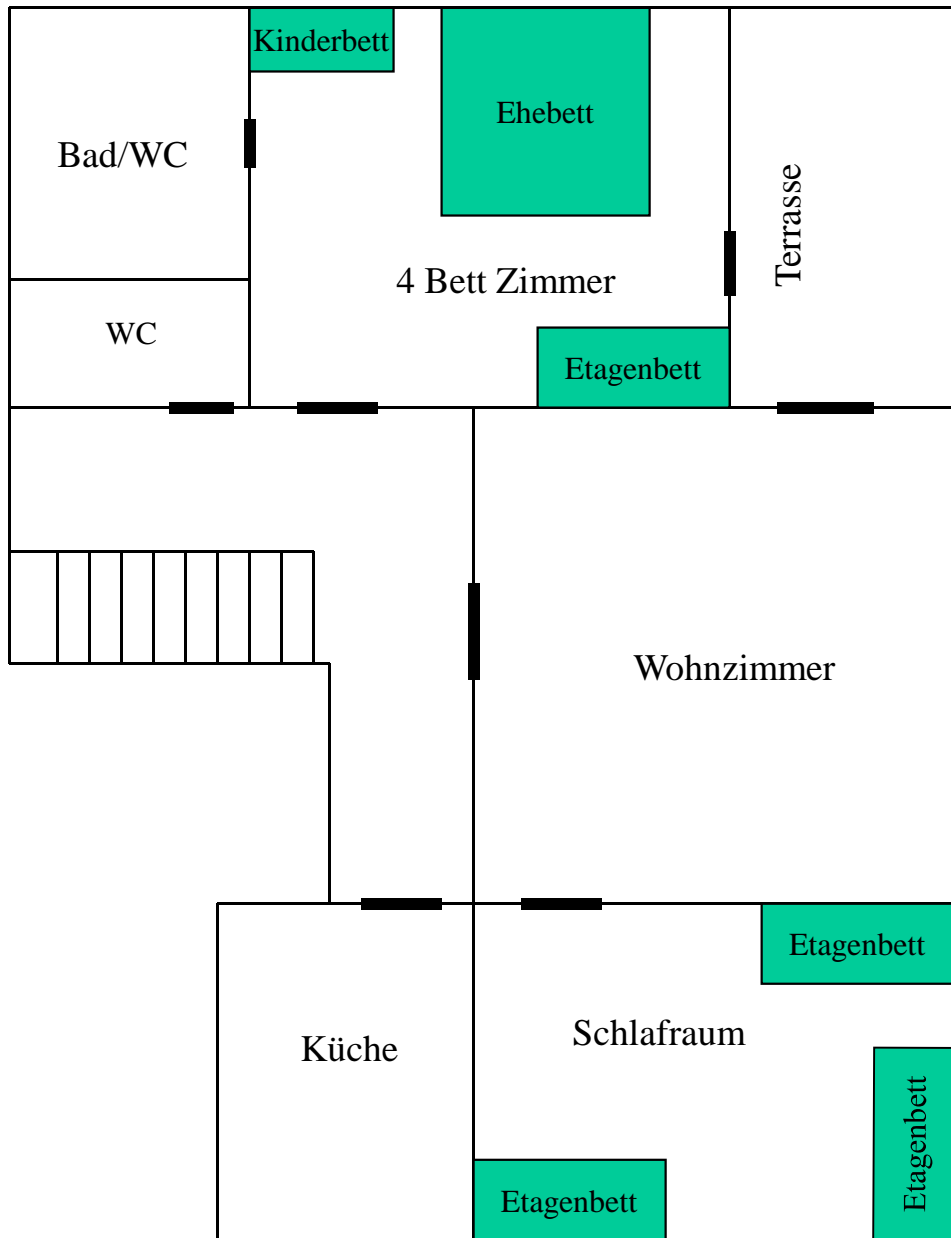 Kinderbett
Ehebett
Bad/WC
Terrasse
4 Bett Zimmer
WC
Etagenbett
Wohnzimmer
Etagenbett
Schlafraum
Küche
Etagenbett
Etagenbett